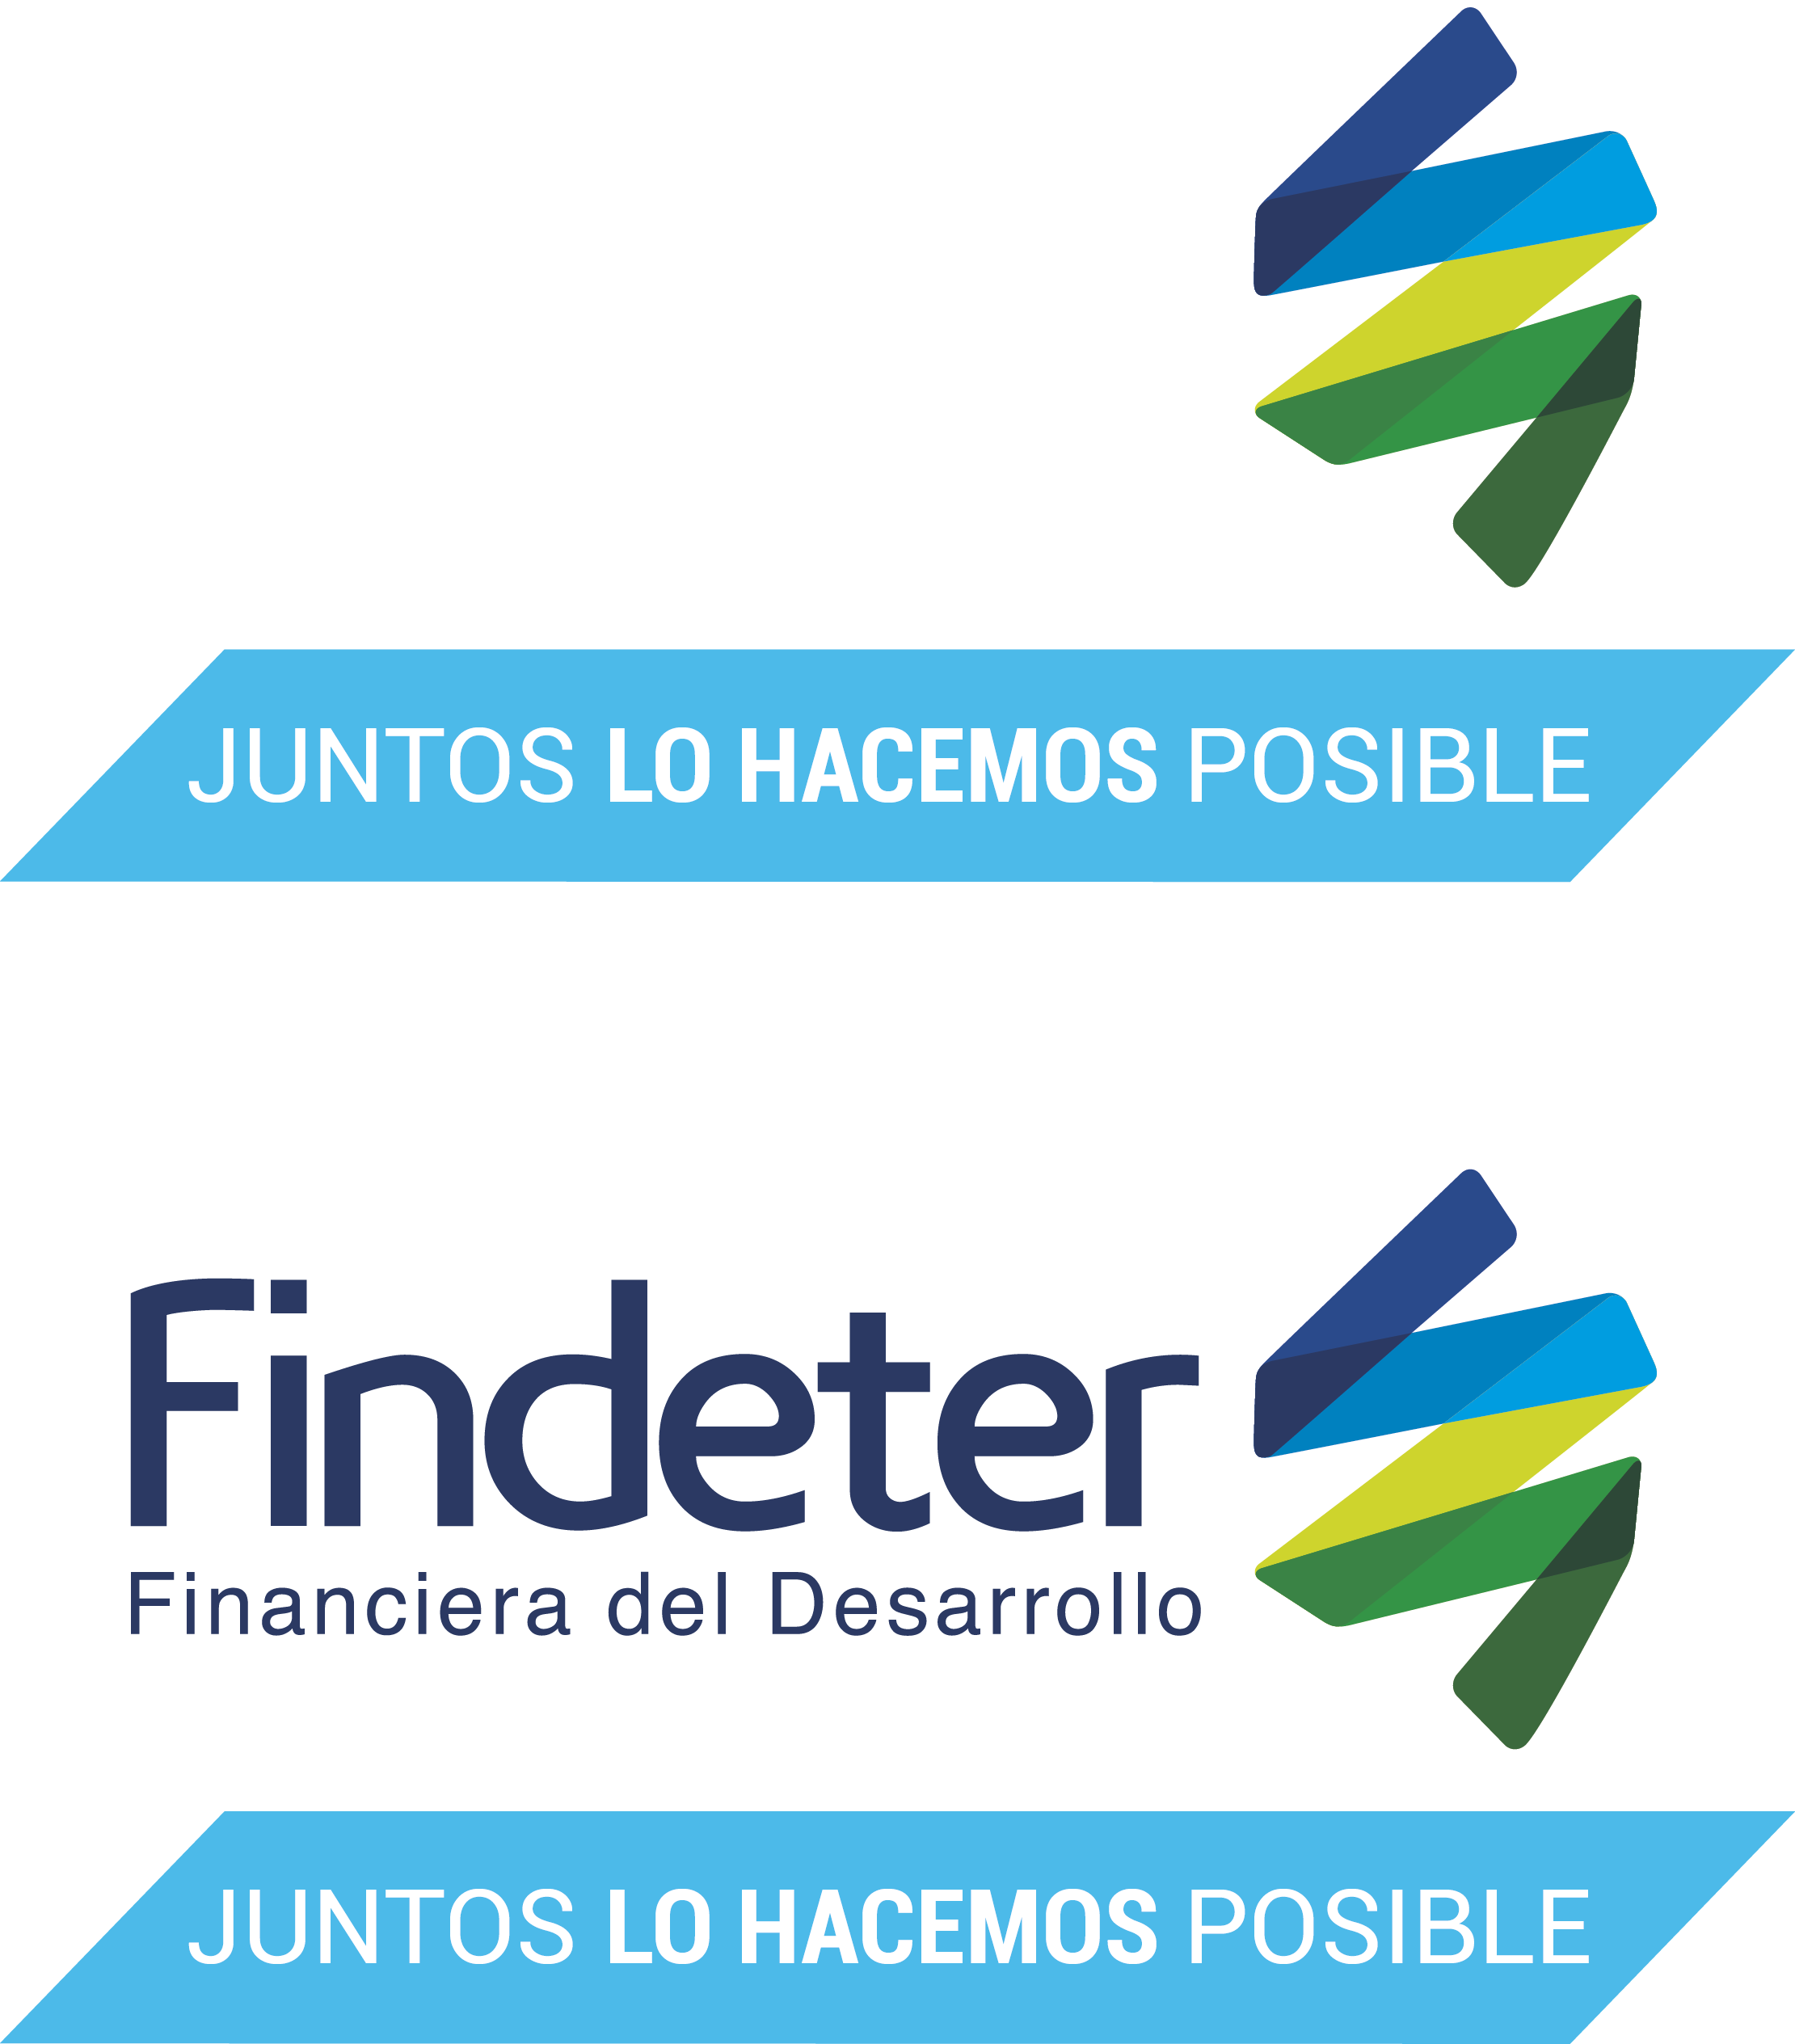 JUNTOS LO HACEMOS POSIBLE
Findeter
Financiera del Desarrollo
JUNTOS LO HACEMOS POSIBLE